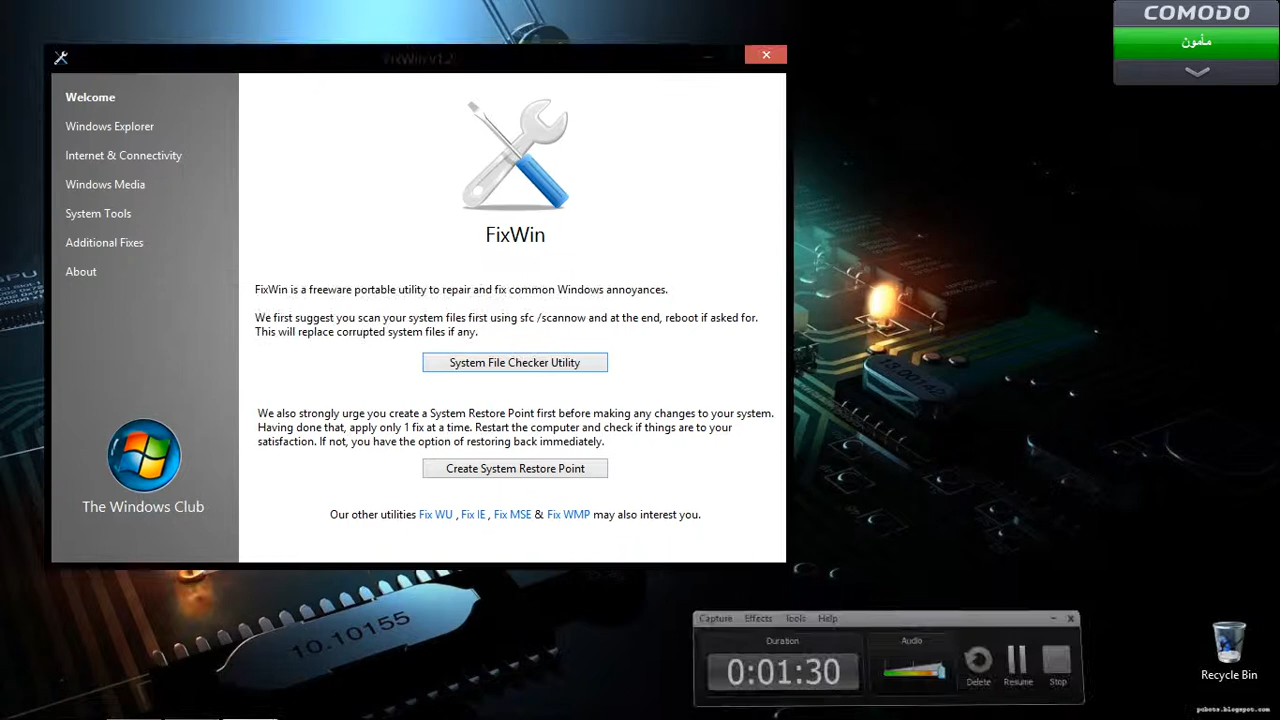 COMODO
مأمون
FixWin v1.2
Welcome
Windows Explorer
Internet & Connectivity
Windows Media
System Tools
Additional Fixes
About
The Windows Club
FixWin
FixWin is a freeware portable utility to repair and fix common Windows annoyances.
We first suggest you scan your system files first using sfc /scannow and at the end, reboot if asked for.
This will replace corrupted system files if any.
System File Checker Utility
We also strongly urge you create a System Restore Point first before making any changes to your system.
Having done that, apply only 1 fix at a time. Restart the computer and check if things are to your
satisfaction. If not, you have the option of restoring back immediately.
Create System Restore Point
Our other utilities Fix WU , Fix IE , Fix MSE & Fix WMP may also interest you.
10.10155
Capture Effects Tools Help
Duration
Audio
0:01:30
Delete
Resume
Stop
Recycle Bin
pcbots.blogspot.com